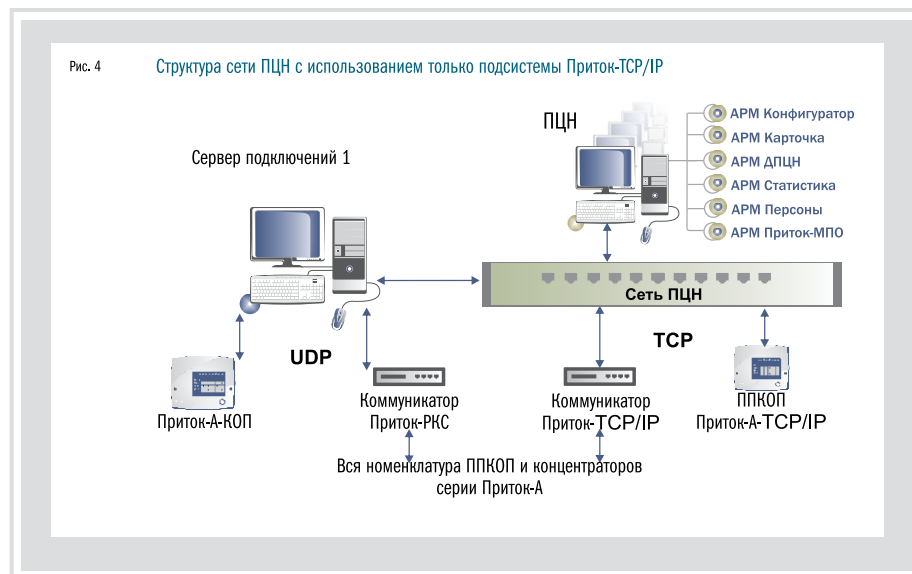 Рис. 4
Структура сети ПЦН с использованием только подсистемы Приток-TCP/IP
ПЦН
АРМ Конфигуратор
АРМ Карточка
АРМ ДПЦН
АРМ Статистика
АРМ Персоны
АРМ Приток-МПО
Сервер подключений 1
Сеть ПЦН
UDP
TCP
Приток-А-КОП
Коммуникатор
Приток-РКС
Коммуникатор
Приток-TCP/IP
ППКОП
Приток-А-TCP/IP
Вся номенклатура ППКОП и концентраторов
серии Приток-А